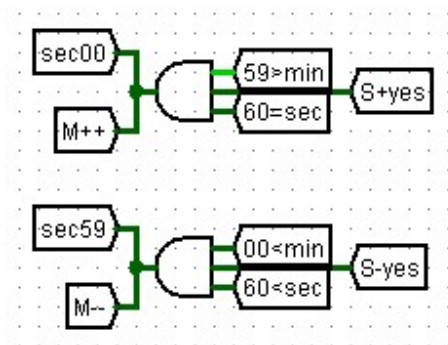 sec00
59>min
S+yes
M++
60=sec
sec59
00<min
S-yes
M--
60<sec